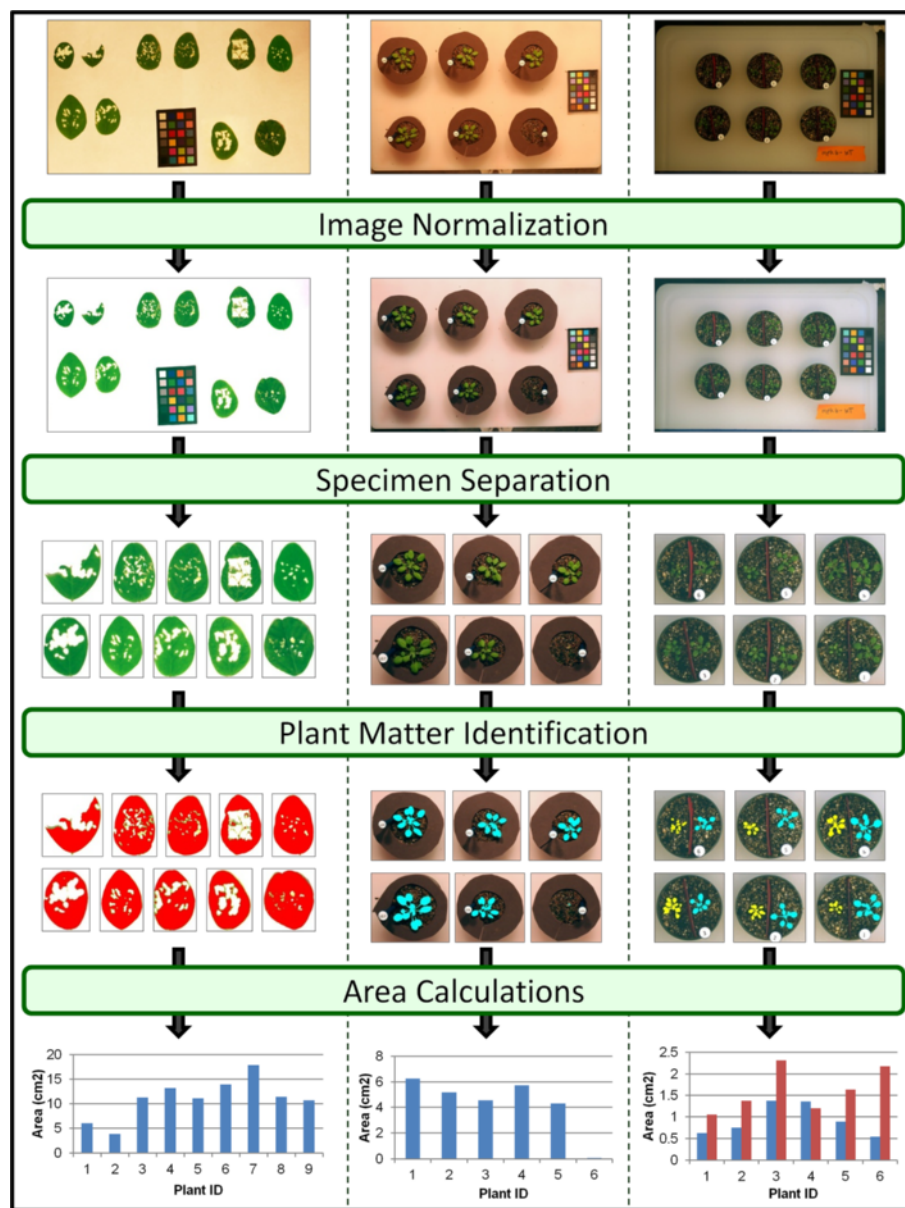 Image Normalization
Specimen Separation
Plant Matter Identification
Area Calculations
20
15
10
5
0
Area (cm2)
1 2 3 4 5 6 7 8 9
Plant ID
8
6
4
2
0
Area (cm2)
1 2 3 4 5 6
Plant ID
2.5
2
1.5
1
0.5
0
Area (cm2)
1 2 3 4 5 6
Plant ID